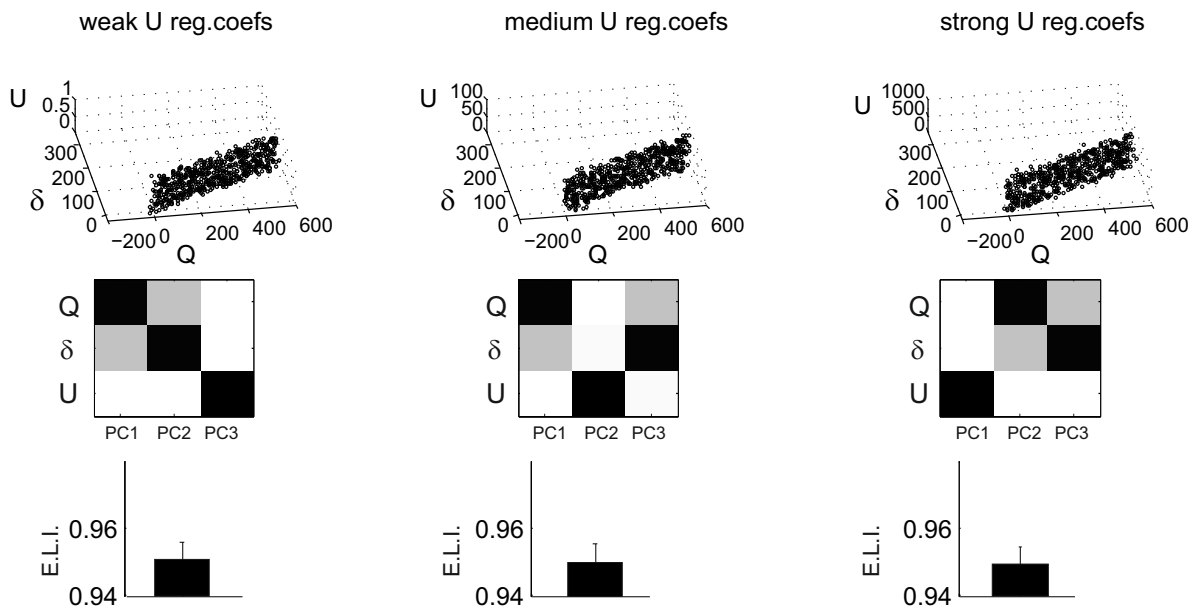 weak U reg.coefs
medium U reg.coefs
strong U reg.coefs
U
1
0.5
0
300
200
100
0
δ
−200
0
200
400
600
Q
U
100
50
0
300
200
100
0
δ
−200
0
200
400
600
Q
U
1000
500
0
300
200
100
0
δ
−200
0
200
400
600
Q
Q
δ
U
PC1 PC2 PC3
Q
δ
U
PC1 PC2 PC3
Q
δ
U
PC1 PC2 PC3
E.L.I.
0.96
0.94
E.L.I.
0.96
0.94
E.L.I.
0.96
0.94